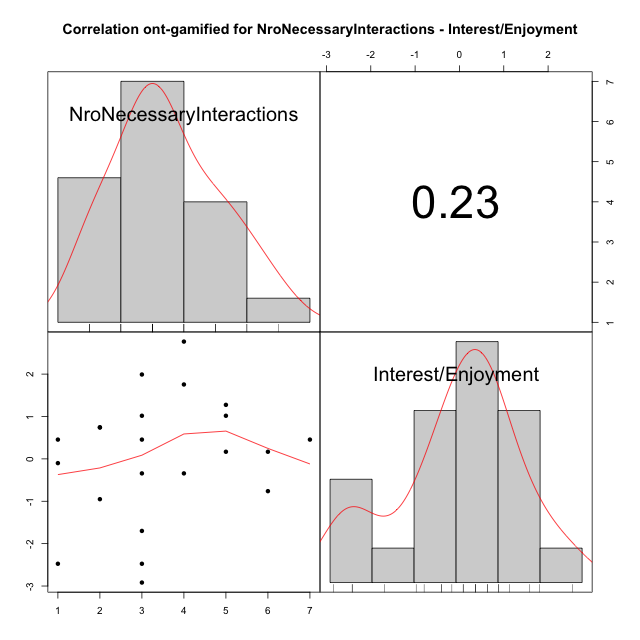 Correlation ont-gamified for NroNecessaryInteractions - Interest/Enjoyment
-3 -2 -1 0 1 2
NroNecessaryInteractions
0.23
7
6
5
4
3
2
1
Interest/Enjoyment
2
1
0
-1
-2
-3
1 2 3 4 5 6 7